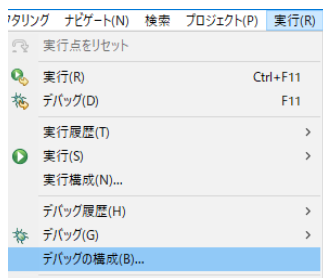 ファクタリング ナビゲート(N) 検索 プロジェクト(P) 実行(R)
実行点をリセット
実行(R) Ctrl+F11
デバッグ(D) F11
実行履歴(T)
実行(S)
実行構成(N)...
デバッグ履歴(H)
デバッグ(G)
デバッグの構成(B)...